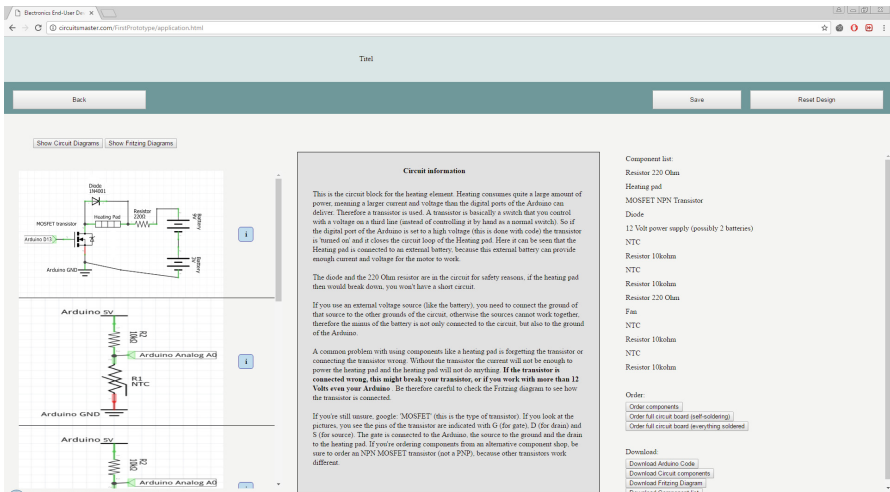 Electronics End-User De
circuitsmaster.com/FirstPrototype/application.html
Titel
Back
Save
Reset Design
Show Circuit Diagrams
Show Fritzing Diagrams
Diode
1N4001
MOSFET transistor
Heating Pad
Resistor
220Ω
9V
Battery
Arduino D13
3V
Battery
Arduino GND
i
Arduino 5V
R2
10kΩ
Arduino Analog A0
R1
NTC
Arduino GND
i
Arduino 5V
R2
10kΩ
Arduino Analog A0
i
Circuit information
This is the circuit block for the heating element. Heating consumes quite a large amount of
power, meaning a larger current and voltage than the digital ports of the Arduino can
deliver. Therefore a transistor is used. A transistor is basically a switch that you control
with a voltage on a third line (instead of controlling it by hand as a normal switch). So if
the digital port of the Arduino is set to a high voltage (this is done with code) the transistor
is 'turned on' and it closes the circuit loop of the Heating pad. Here it can be seen that the
Heating pad is connected to an external battery, because this external battery can provide
enough current and voltage for the motor to work.
The diode and the 220 Ohm resistor are in the circuit for safety reasons, if the heating pad
then would break down, you won't have a short circuit.
If you use an external voltage source (like the battery), you need to connect the ground of
that source to the other grounds of the circuit, otherwise the sources cannot work together,
therefore the mains of the battery is not only connected to the circuit, but also to the ground
of the Arduino.
A common problem with using components like a heating pad is forgetting the transistor or
connecting the transistor wrong. Without the transistor the current will not be enough to
power the heating pad and the heating pad will not do anything. If the transistor is
connected wrong, this might break your transistor, or if you work with more than 12
Volts even your Arduino . Be therefore careful to check the Fritzing diagram to see how
the transistor is connected.
If you're still unsure, google: 'MOSFET' (this is the type of transistor). If you look at the
pictures, you see the pins of the transistor are indicated with G (for gate), D (for drain) and
S (for source). The gate is connected to the Arduino, the source to the ground and the drain
to the heating pad. If you're ordering components from an alternative component shop, be
sure to order an NPN MOSFET transistor (not a PNP), because other transistors work
different.
Component list:
Resistor 220 Ohm
Heating pad
MOSFET NPN Transistor
Diode
12 Volt power supply (possibly 2 batteries)
NTC
Resistor 10kohm
NTC
Resistor 10kohm
Resistor 220 Ohm
Fan
NTC
Resistor 10kohm
NTC
Resistor 10kohm
Order:
Order components
Order full circuit board (self-soldering)
Order full circuit board (everything soldered
Download:
Download Arduino Code
Download Circuit components
Download Fritzing Diagram
Download Component list